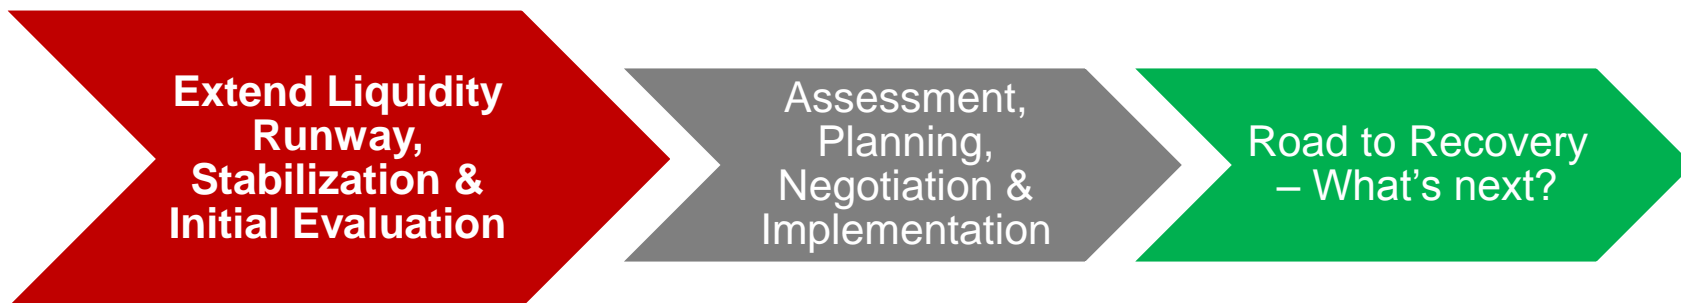 Extend Liquidity
Runway,
Stabilization &
Initial Evaluation
Assessment,
Planning,
Negotiation &
Implementation
Road to Recovery
– What’s next?